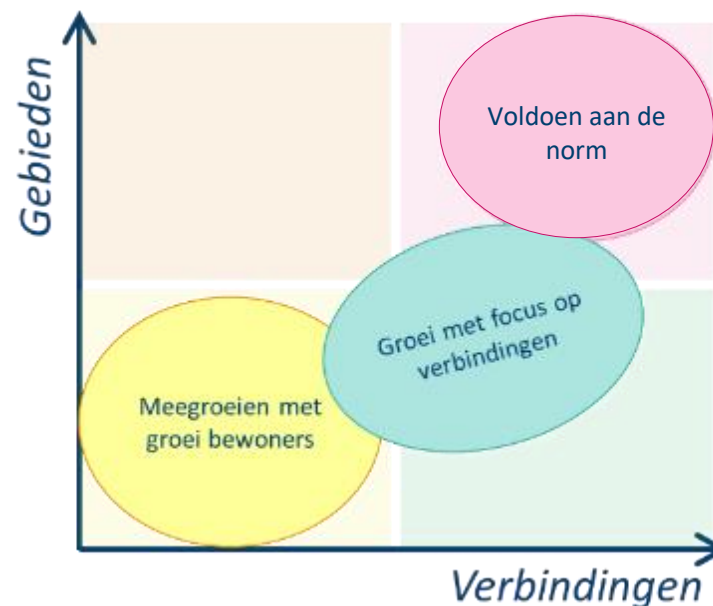 Gebieden
Voldoen aan de
norm
Groei met focus op
verbindingen
Meegroeien met
groei bewoners
Verbindingen